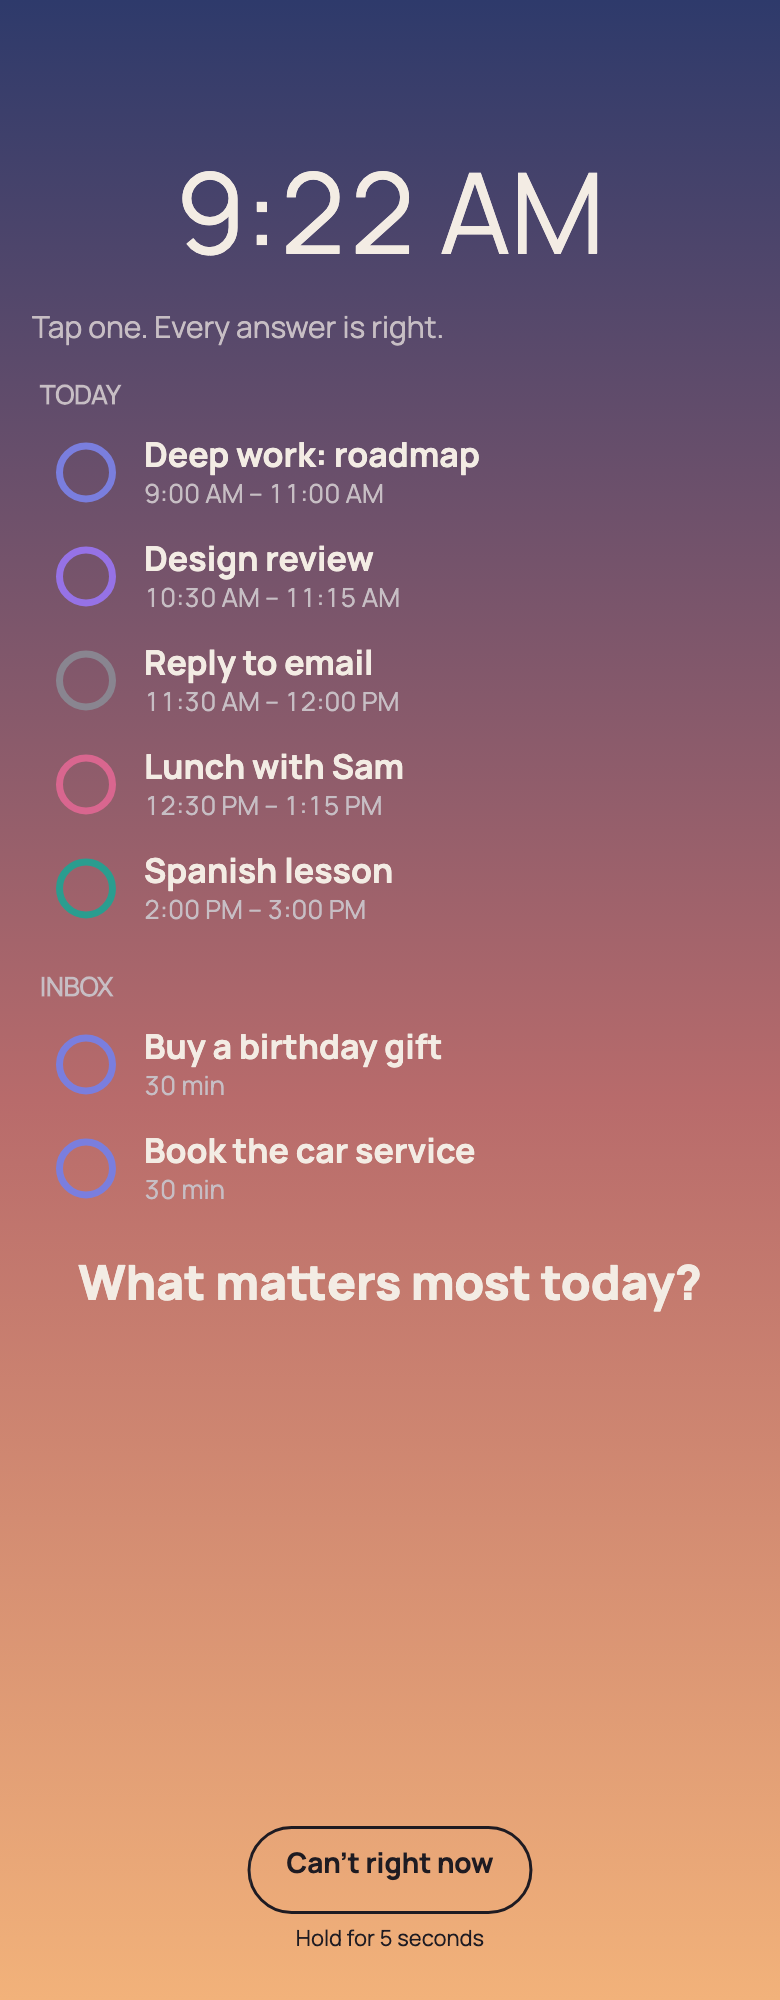 9:22 AM
Tap one. Every answer is right.
TODAY
Deep work: roadmap
9:00 AM – 11:00 AM
Design review
10:30 AM – 11:15 AM
Reply to email
11:30 AM – 12:00 PM
Lunch with Sam
12:30 PM – 1:15 PM
Spanish lesson
2:00 PM – 3:00 PM
INBOX
Buy a birthday gift
30 min
Book the car service
30 min
What matters most today?
Can’t right now
Hold for 5 seconds